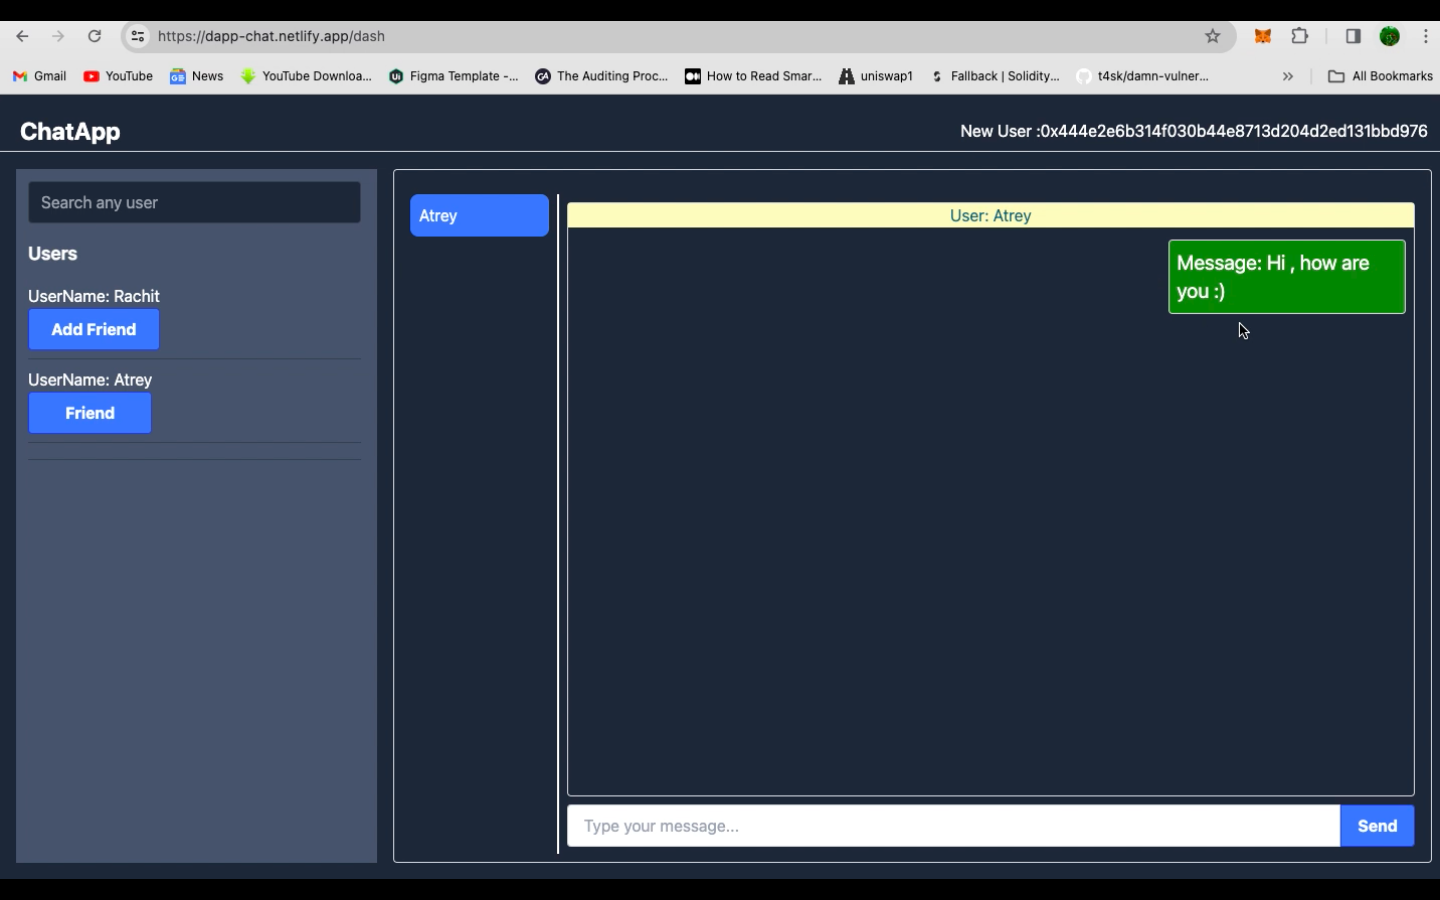 https://dapp-chat.netlify.app/dash
Gmail YouTube News YouTube Downloa... Figma Template -... The Auditing Proc... How to Read Smar... uniswap1 Fallback | Solidity... t4sk/damn-vulner... » All Bookmarks
ChatApp
New User :0x444e2e6b314f030b44e8713d204d2ed131bbd976
Search any user
Users
UserName: Rachit
Add Friend
UserName: Atrey
Friend
Atrey
User: Atrey
Message: Hi , how are
you :)
Type your message...
Send